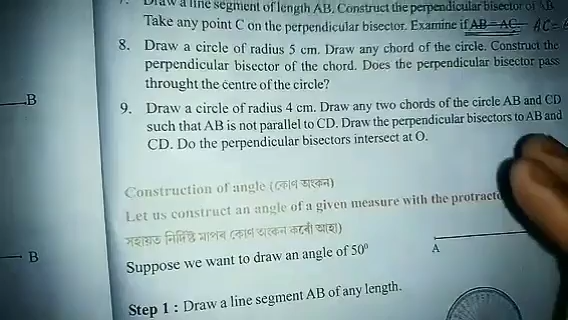 7. Draw a line segment of length AB. Construct the perpendicular bisector of AB.
Take any point C on the perpendicular bisector. Examine if AB = AC. AC =
8. Draw a circle of radius 5 cm. Draw any chord of the circle. Construct the
perpendicular bisector of the chord. Does the perpendicular bisector pass
throught the centre of the circle?
B
9. Draw a circle of radius 4 cm. Draw any two chords of the circle AB and CD
such that AB is not parallel to CD. Draw the perpendicular bisectors to AB and
CD. Do the perpendicular bisectors intersect at O.
Construction of angle (কোণ অংকন)
Let us construct an angle of a given measure with the
সহায়ত নিৰ্দিষ্ট মাপৰ কোণ অংকন কৰোঁ আহা)
B
Suppose we want to draw an angle of 50⁰
A
Step 1 : Draw a line segment AB of any length.